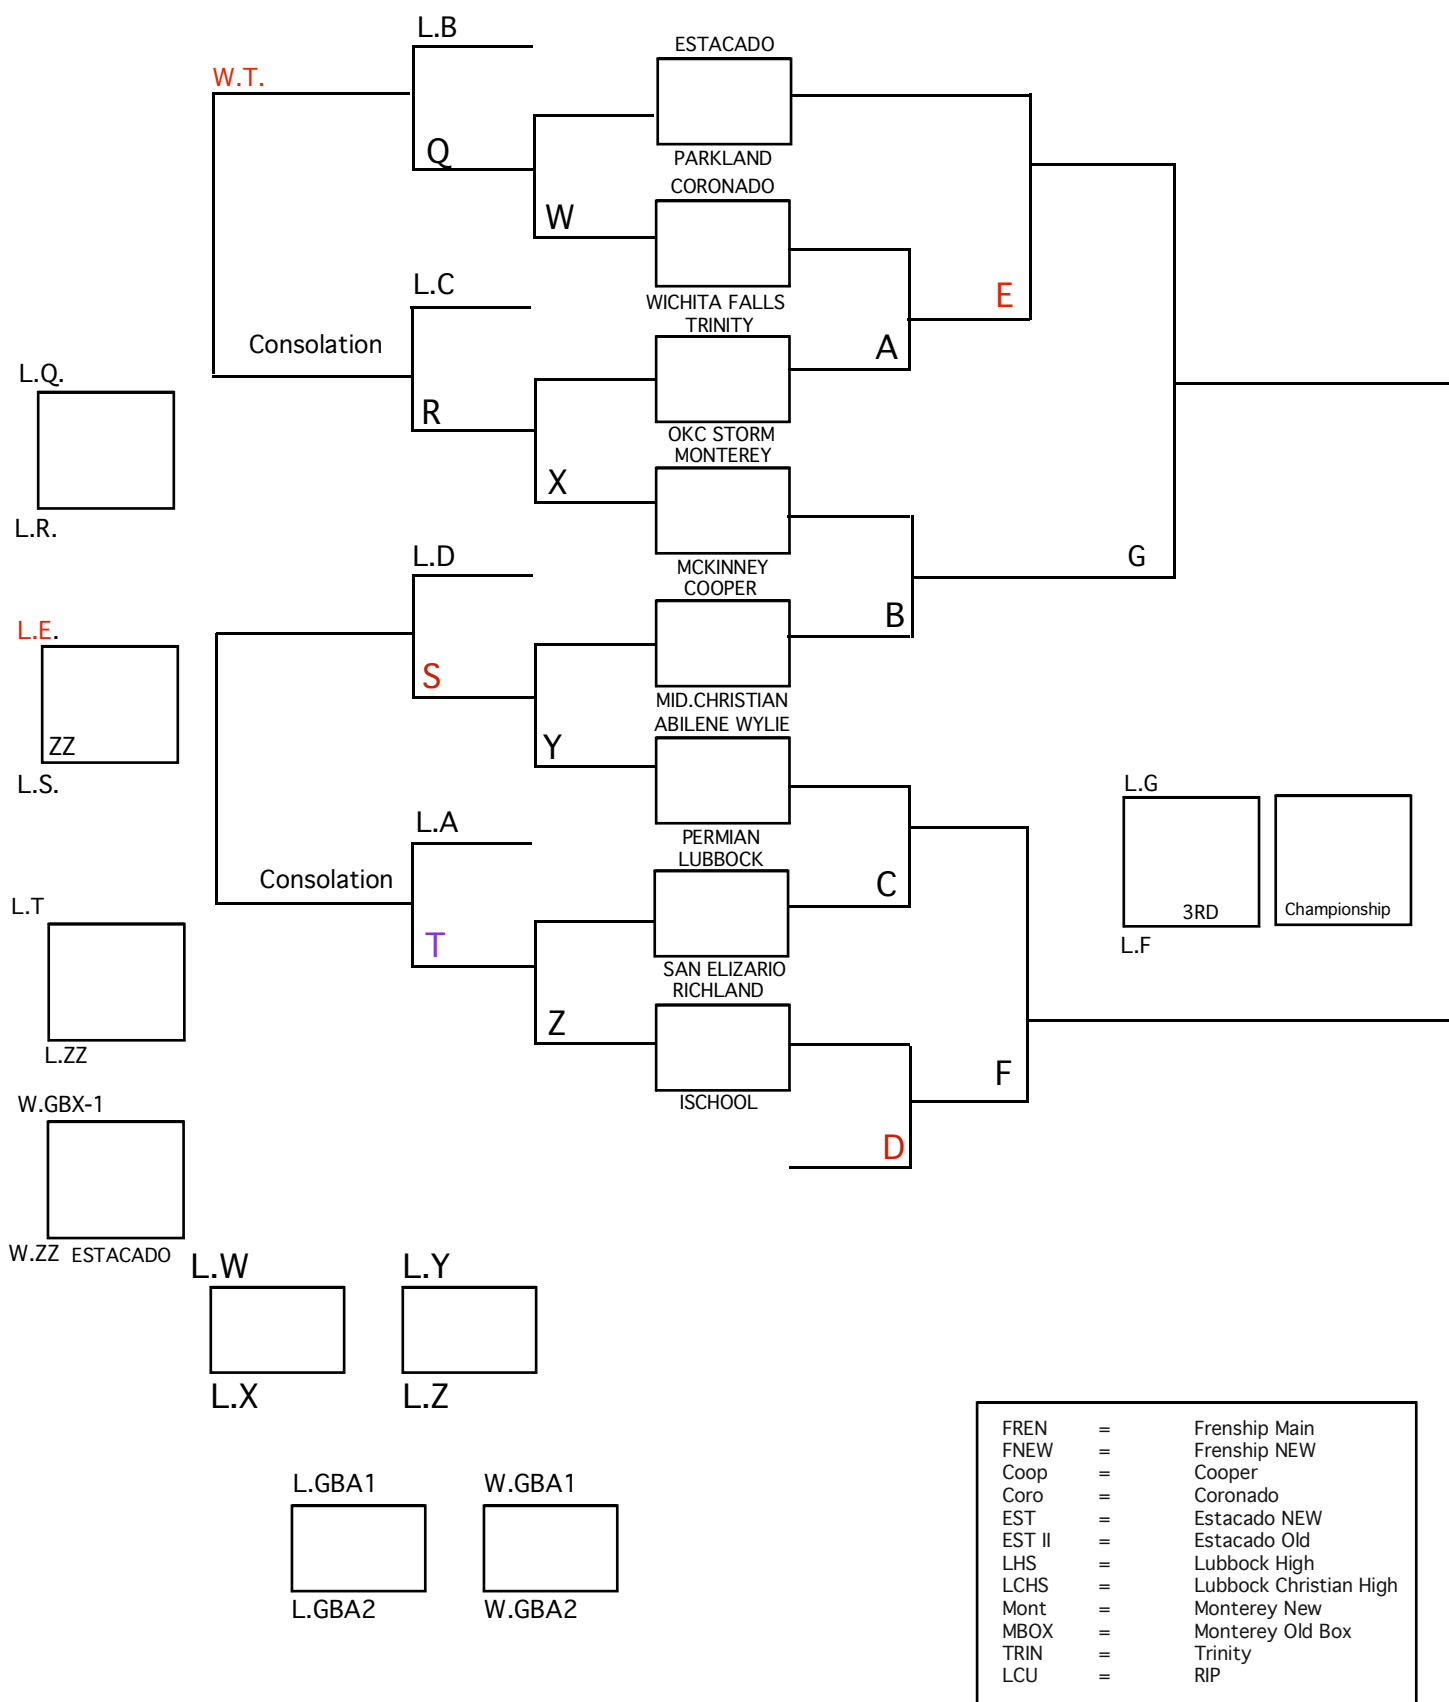 L.B
ESTACADO
W.T.
Q
PARKLAND
CORONADO
W
L.C
E
WICHITA FALLS
TRINITY
Consolation
A
L.Q.
R
OKC STORM
MONTEREY
X
L.R.
L.D
G
MCKINNEY
COOPER
B
L.E.
S
MID.CHRISTIAN
ABILENE WYLIE
ZZ
Y
L.S.
L.G
L.A
PERMIAN
LUBBOCK
Consolation
C
L.T
3RD
Championship
T
L.F
SAN ELIZARIO
RICHLAND
Z
L.ZZ
F
W.GBX-1
ISCHOOL
D
W.ZZ ESTACADO
L.W
L.Y
L.X
L.Z
FREN = Frenship Main
FNEW = Frenship NEW
Coop = Cooper
Coro = Coronado
EST = Estacado NEW
EST II = Estacado Old
LHS = Lubbock High
LCHS = Lubbock Christian High
Mont = Monterey New
MBOX = Monterey Old Box
TRIN = Trinity
LCU = RIP
L.GBA1
W.GBA1
L.GBA2
W.GBA2